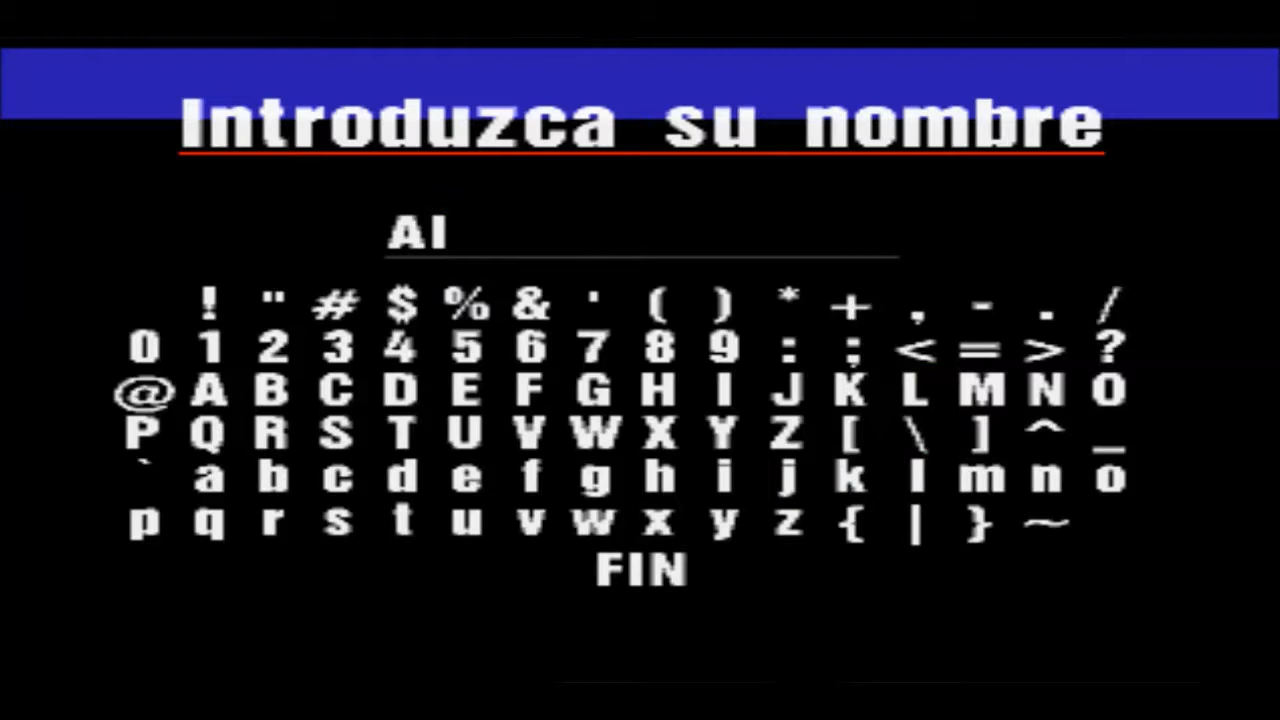 Introduzca su nombre
Al
! " # $ % & ' ( ) * + , - . /
0 1 2 3 4 5 6 7 8 9 : ; < = > ?
@ A B C D E F G H I J K L M N O
P Q R S T U V W X Y Z [ \ ] ^ _
` a b c d e f g h i j k l m n o
p q r s t u v w x y z { | } ~
FIN